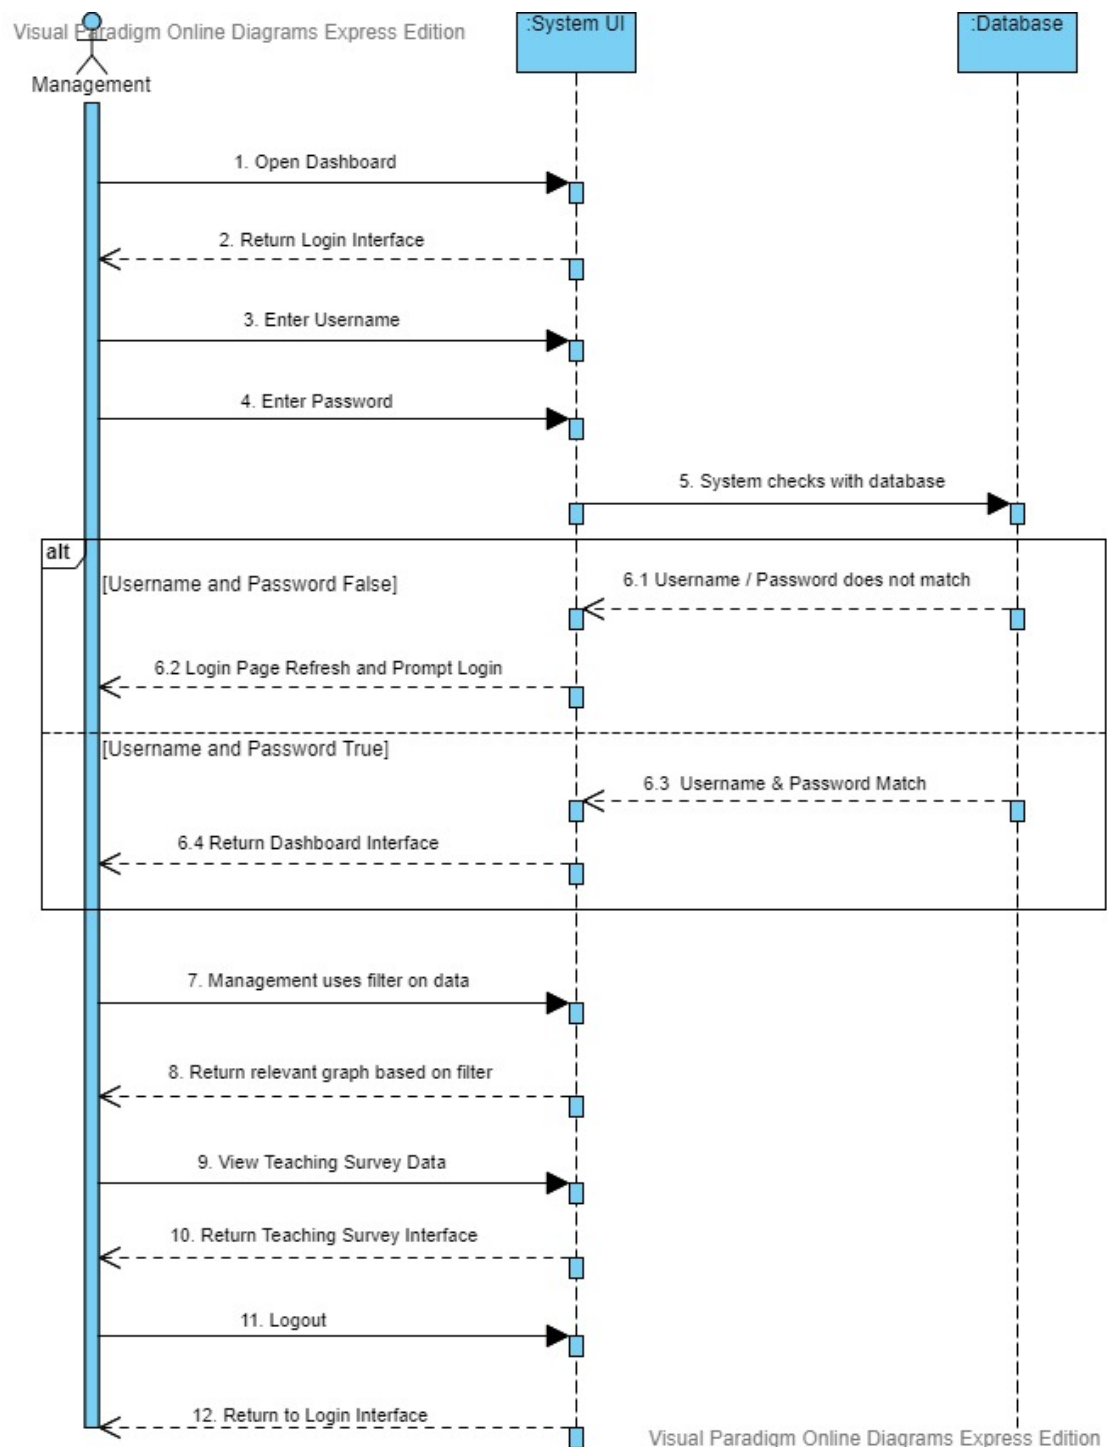 Visual Paradigm Online Diagrams Express Edition
:System UI
:Database
Management
1. Open Dashboard
2. Return Login Interface
3. Enter Username
4. Enter Password
5. System checks with database
alt
[Username and Password False]
6.1 Username / Password does not match
6.2 Login Page Refresh and Prompt Login
[Username and Password True]
6.3 Username & Password Match
6.4 Return Dashboard Interface
7. Management uses filter on data
8. Return relevant graph based on filter
9. View Teaching Survey Data
10. Return Teaching Survey Interface
11. Logout
12. Return to Login Interface
Visual Paradigm Online Diagrams Express Edition